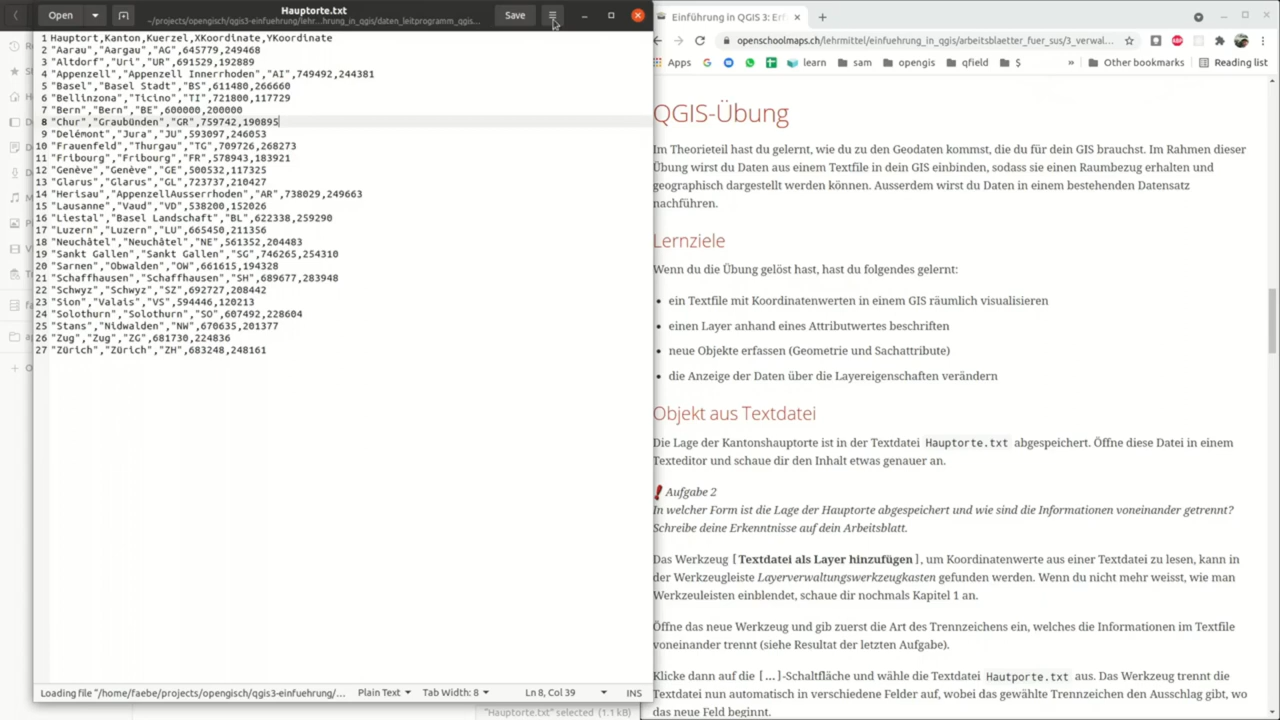 Open
Hauptorte.txt
~/projects/opengisch/qgis3-einfuehrung/lehr...hrung_in_qgis/daten_leitprogramm_qgis...
Save
1 Hauptort,Kanton,Kuerzel,XKoordinate,YKoordinate
2 "Aarau","Aargau","AG",645779,249468
3 "Altdorf","Uri","UR",691529,192889
4 "Appenzell","Appenzell Innerrhoden","AI",749492,244381
5 "Basel","Basel Stadt","BS",611480,266660
6 "Bellinzona","Ticino","TI",721800,117729
7 "Bern","Bern","BE",600000,200000
8 "Chur","Graubünden","GR",759742,190895
9 "Delémont","Jura","JU",593097,246053
10 "Frauenfeld","Thurgau","TG",709726,268273
11 "Fribourg","Fribourg","FR",578943,183921
12 "Genève","Genève","GE",500532,117325
13 "Glarus","Glarus","GL",723737,210427
14 "Herisau","AppenzellAusserrhoden","AR",738029,249663
15 "Lausanne","Vaud","VD",538200,152026
16 "Liestal","Basel Landschaft","BL",622338,259290
17 "Luzern","Luzern","LU",665450,211356
18 "Neuchâtel","Neuchâtel","NE",561352,204483
19 "Sankt Gallen","Sankt Gallen","SG",746265,254310
20 "Sarnen","Obwalden","OW",661615,194328
21 "Schaffhausen","Schaffhausen","SH",689677,283948
22 "Schwyz","Schwyz","SZ",692727,208442
23 "Sion","Valais","VS",594446,120213
24 "Solothurn","Solothurn","SO",607492,228604
25 "Stans","Nidwalden","NW",670635,201377
26 "Zug","Zug","ZG",681730,224836
27 "Zürich","Zürich","ZH",683248,248161
Loading file "/home/faebe/projects/opengisch/qgis3-einfuehrung/... Plain Text Tab Width: 8 Ln 8, Col 39 INS
"Hauptorte.txt" selected (1.1 kB)
Einführung in QGIS 3: Erf
openschoolmaps.ch/lehrmittel/einfuehrung_in_qgis/arbeitsblaetter_fuer_sus/3_verwal...
Apps learn sam opengis qfield $ » Other bookmarks Reading list
QGIS-Übung
Im Theorieteil hast du gelernt, wie du zu den Geodaten kommst, die du für dein GIS brauchst. Im Rahmen dieser
Übung wirst du Daten aus einem Textfile in dein GIS einbinden, sodass sie einen Raumbezug erhalten und
geographisch dargestellt werden können. Ausserdem wirst du Daten in einem bestehenden Datensatz
nachführen.
Lernziele
Wenn du die Übung gelöst hast, hast du folgendes gelernt:
• ein Textfile mit Koordinatenwerten in einem GIS räumlich visualisieren
• einen Layer anhand eines Attributwertes beschriften
• neue Objekte erfassen (Geometrie und Sachattribute)
• die Anzeige der Daten über die Layereigenschaften verändern
Objekt aus Textdatei
Die Lage der Kantonshauptorte ist in der Textdatei Hauptorte.txt abgespeichert. Öffne diese Datei in einem
Texteditor und schaue dir den Inhalt etwas genauer an.
Aufgabe 2
In welcher Form ist die Lage der Hauptorte abgespeichert und wie sind die Informationen voneinander getrennt?
Schreibe deine Erkenntnisse auf dein Arbeitsblatt.
Das Werkzeug [Textdatei als Layer hinzufügen], um Koordinatenwerte aus einer Textdatei zu lesen, kann in
der Werkzeugleiste Layerverwaltungswerkzeugkasten gefunden werden. Wenn du nicht mehr weisst, wie man
Werkzeuleisten einblendet, schaue dir nochmals Kapitel 1 an.
Öffne das neue Werkzeug und gib zuerst die Art des Trennzeichens ein, welches die Informationen im Textfile
voneinander trennt (siehe Resultat der letzten Aufgabe).
Klicke dann auf die [...]-Schaltfläche und wähle die Textdatei Hautporte.txt aus. Das Werkzeug trennt die
Textdatei nun automatisch in verschiedene Felder auf, wobei das gewählte Trennzeichen den Ausschlag gibt, wo
das neue Feld beginnt.